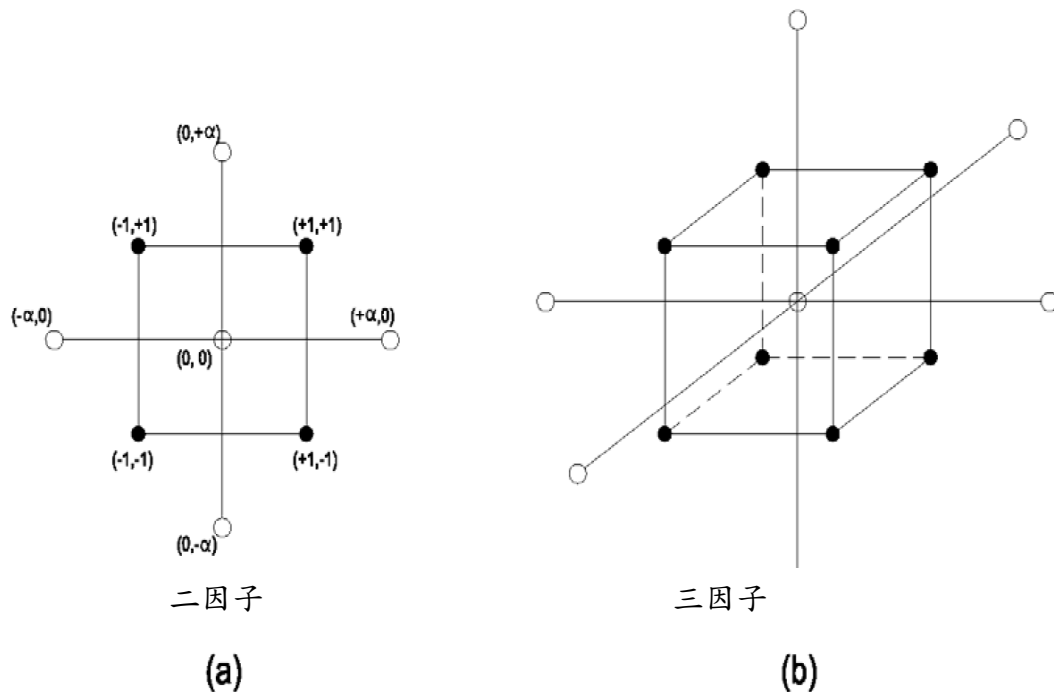 (0,+α)
(-1,+1)
(+1,+1)
(-α,0)
(+α,0)
(0, 0)
(-1,-1)
(+1,-1)
(0,-α)
二因子
三因子
(a)
(b)